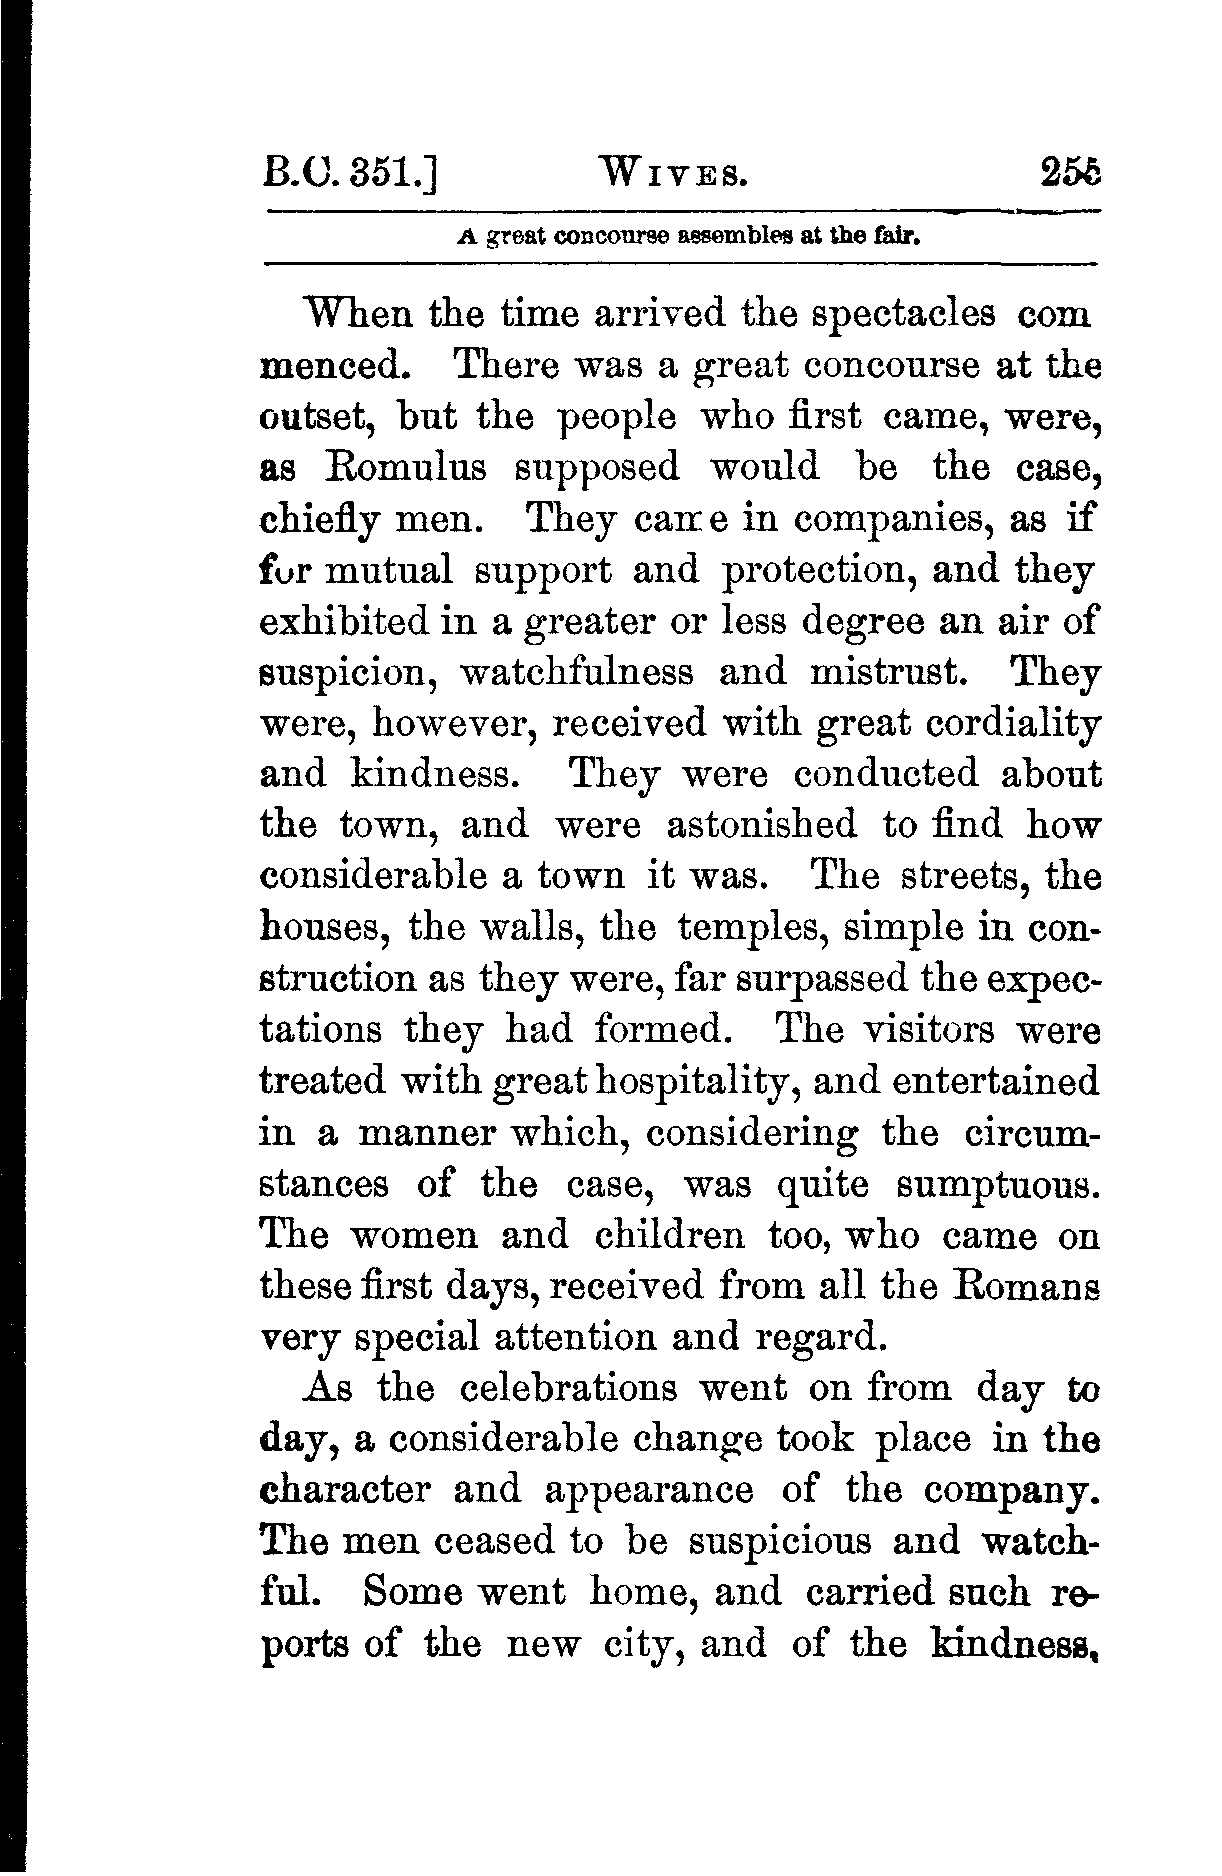 B.C. 351.] WIVES. 255
A great concourse assembles at the fair.
When the time arrived the spectacles com
menced. There was a great concourse at the
outset, but the people who first came, were,
as Romulus supposed would be the case,
chiefly men. They came in companies, as if
for mutual support and protection, and they
exhibited in a greater or less degree an air of
suspicion, watchfulness and mistrust. They
were, however, received with great cordiality
and kindness. They were conducted about
the town, and were astonished to find how
considerable a town it was. The streets, the
houses, the walls, the temples, simple in con-
struction as they were, far surpassed the expec-
tations they had formed. The visitors were
treated with great hospitality, and entertained
in a manner which, considering the circum-
stances of the case, was quite sumptuous.
The women and children too, who came on
these first days, received from all the Romans
very special attention and regard.
As the celebrations went on from day to
day, a considerable change took place in the
character and appearance of the company.
The men ceased to be suspicious and watch-
ful. Some went home, and carried such re-
ports of the new city, and of the kindness,